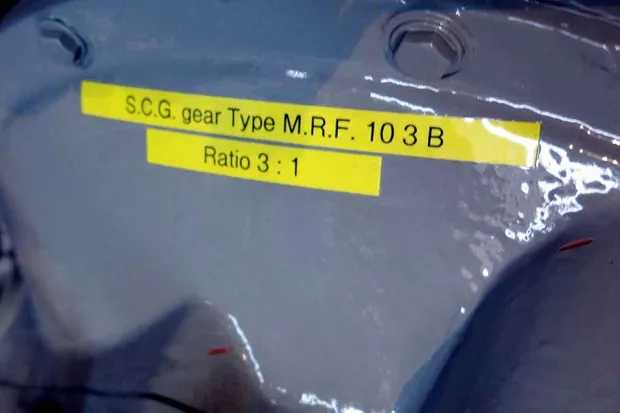 S.C.G. gear Type M.R.F. 10 3 B
Ratio 3 : 1